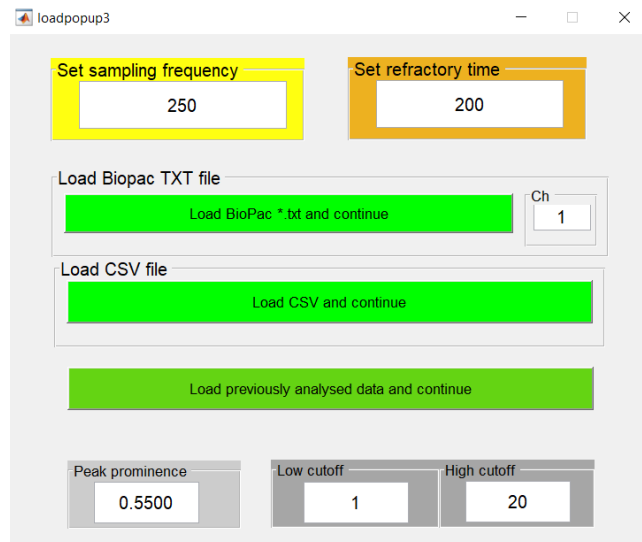 loadpopup3
Set sampling frequency
250
Set refractory time
200
Load Biopac TXT file
Load BioPac *.txt and continue
Ch
1
Load CSV file
Load CSV and continue
Load previously analysed data and continue
Peak prominence
0.5500
Low cutoff
1
High cutoff
20